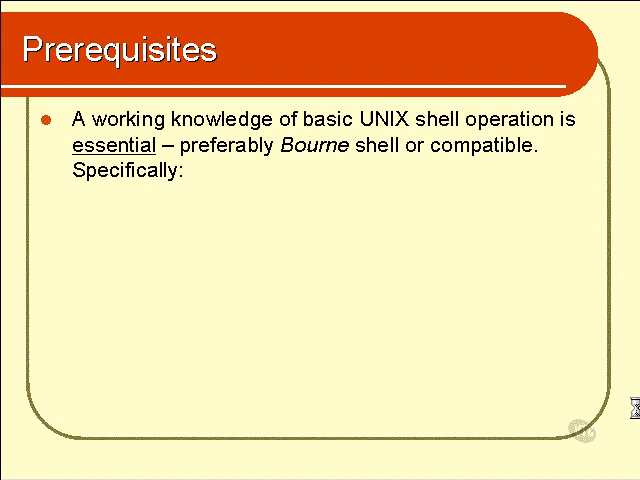 Prerequisites
A working knowledge of basic UNIX shell operation is
essential – preferably Bourne shell or compatible.
Specifically: